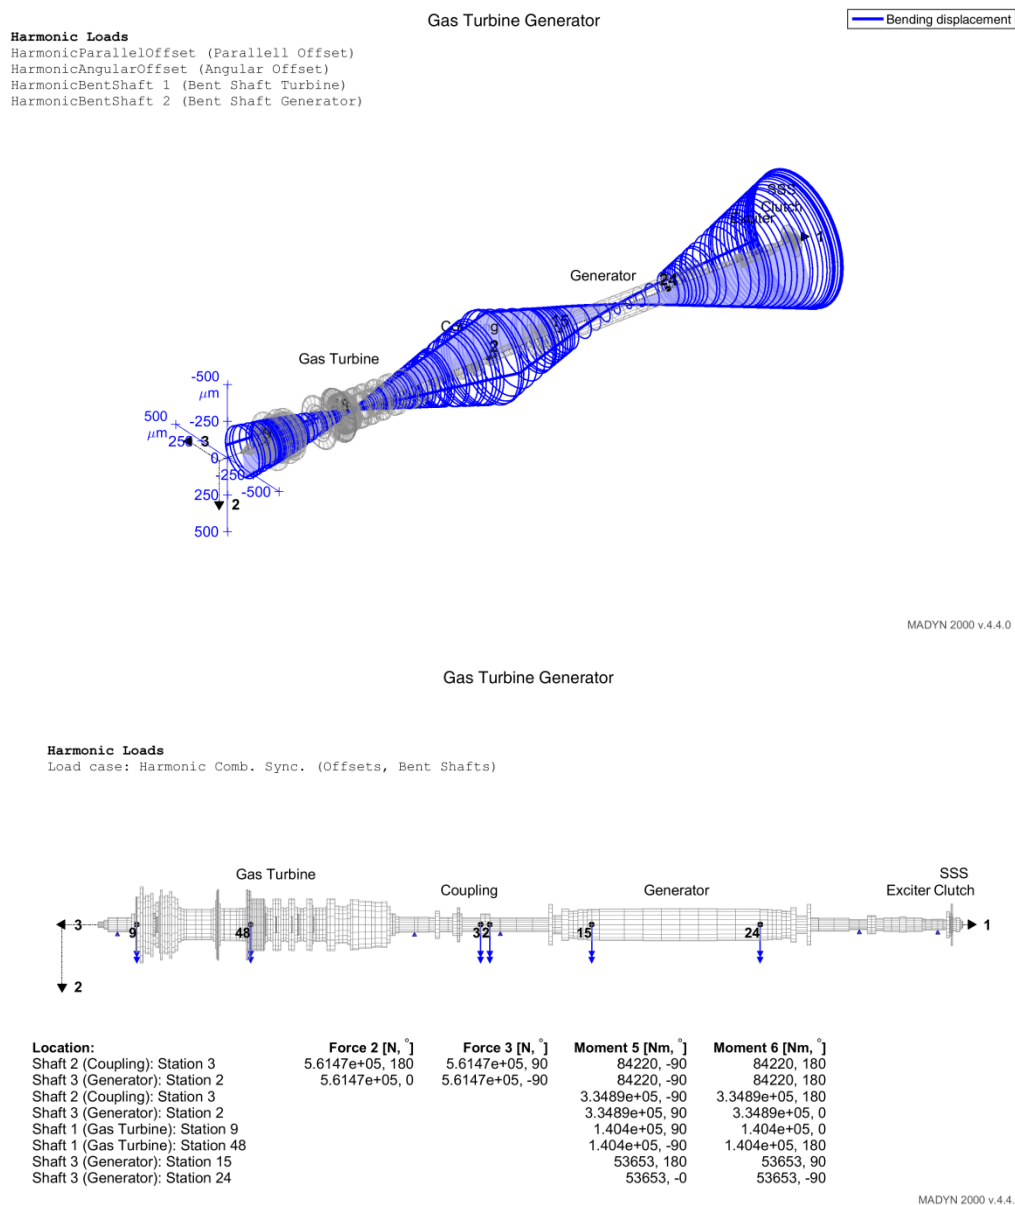 Gas Turbine Generator
Bending displacement
Harmonic Loads
HarmonicParallelOffset (Parallell Offset)
HarmonicAngularOffset (Angular Offset)
HarmonicBentShaft 1 (Bent Shaft Turbine)
HarmonicBentShaft 2 (Bent Shaft Generator)
SSS
Clutch
Exciter
1
Generator
24
15
2
Gas Turbine
-500
μm
-250
500
μm
250
3
0
-250
-500
250
2
500
MADYN 2000 v.4.4.0
Gas Turbine Generator
Harmonic Loads
Load case: Harmonic Comb. Sync. (Offsets, Bent Shafts)
Gas Turbine
Coupling
Generator
SSS
Exciter Clutch
3
9
48
32
15
24
1
2
Location: Force 2 [N, °] Force 3 [N, °] Moment 5 [Nm, °] Moment 6 [Nm, °]
Shaft 2 (Coupling): Station 3 5.6147e+05, 180 5.6147e+05, 90 84220, -90 84220, 180
Shaft 3 (Generator): Station 2 5.6147e+05, 0 5.6147e+05, -90 84220, -90 84220, 180
Shaft 2 (Coupling): Station 3 3.3489e+05, -90 3.3489e+05, 180
Shaft 3 (Generator): Station 2 3.3489e+05, 90 3.3489e+05, 0
Shaft 1 (Gas Turbine): Station 9 1.404e+05, 90 1.404e+05, 0
Shaft 1 (Gas Turbine): Station 48 1.404e+05, -90 1.404e+05, 180
Shaft 3 (Generator): Station 15 53653, 180 53653, 90
Shaft 3 (Generator): Station 24 53653, -0 53653, -90
MADYN 2000 v.4.4.